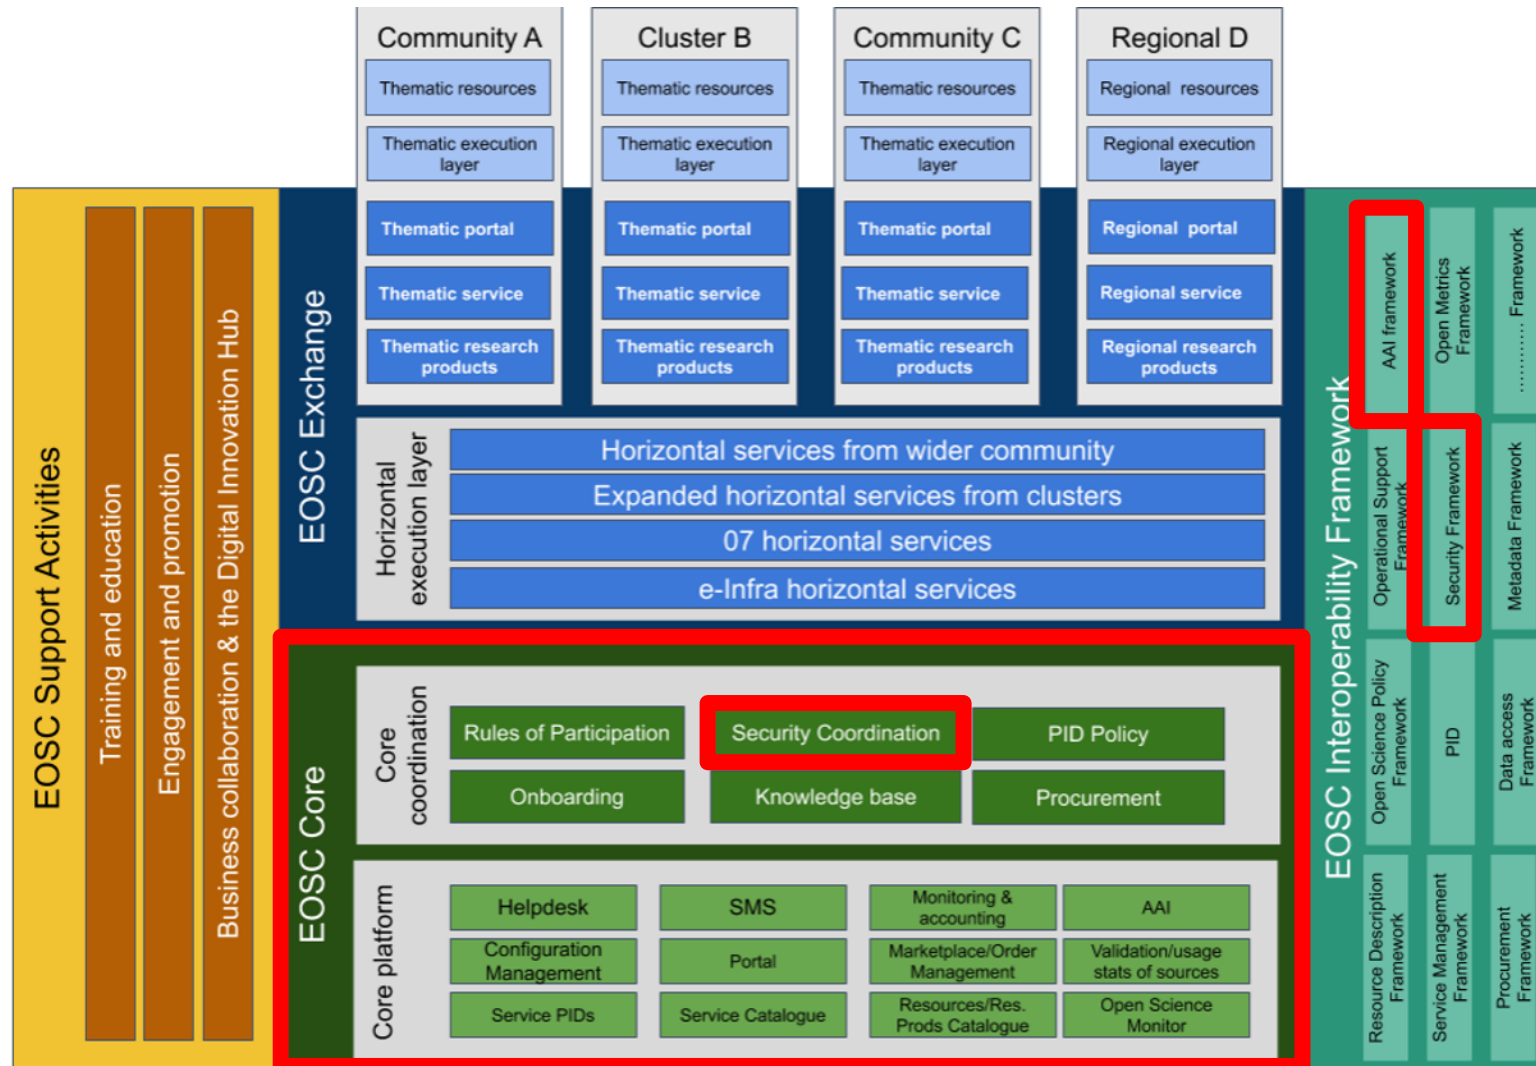 Community A
Cluster B
Community C
Regional D
Thematic resources
Thematic resources
Thematic resources
Regional resources
Thematic execution
layer
Thematic execution
layer
Thematic execution
layer
Regional execution
layer
Thematic portal
Thematic portal
Thematic portal
Regional portal
Thematic service
Thematic service
Thematic service
Regional service
Thematic research
products
Thematic research
products
Thematic research
products
Regional research
products
EOSC Support Activities
Training and education
Engagement and promotion
Business collaboration & the Digital Innovation Hub
EOSC Exchange
Horizontal
execution layer
Horizontal services from wider community
Expanded horizontal services from clusters
07 horizontal services
e-Infra horizontal services
EOSC Core
Core
coordination
Rules of Participation
Security Coordination
PID Policy
Onboarding
Knowledge base
Procurement
Core platform
Helpdesk
SMS
Monitoring &
accounting
AAI
Configuration
Management
Portal
Marketplace/Order
Management
Validation/usage
stats of sources
Service PIDs
Service Catalogue
Resources/Res.
Prods Catalogue
Open Science
Monitor
EOSC Interoperability Framework
AAI framework
Open Metrics
Framework
............ Framework
Operational Support
Framework
Security Framework
Metadata Framework
Open Science Policy
Framework
PID
Data access
Framework
Resource Description
Framework
Service Management
Framework
Procurement
Framework